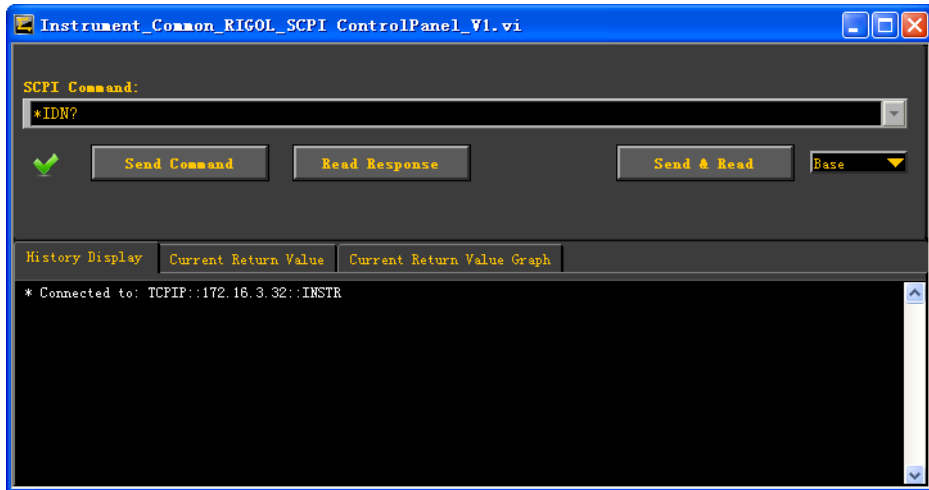 Instrument_Common_RIGOL_SCPI ControlPanel_V1.vi
SCPI Command:
*IDN?
Send Command Read Response Send & Read Base
History Display Current Return Value Current Return Value Graph
* Connected to: TCPIP::172.16.3.32::INSTR